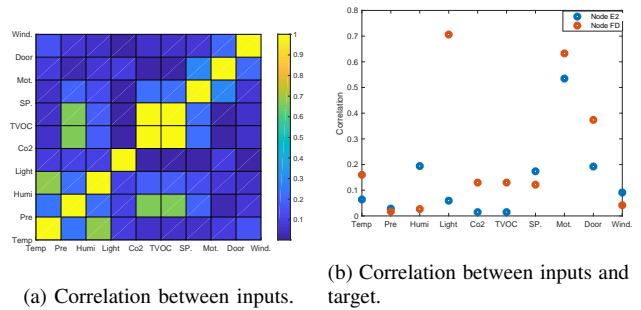 Wind.
Door
Mot.
SP.
TVOC
Co2
Light
Humi
Pre
Temp
Temp Pre Humi Light Co2 TVOC SP. Mot. Door Wind.
1
0.9
0.8
0.7
0.6
0.5
0.4
0.3
0.2
0.1
(a) Correlation between inputs.
0.8
0.7
0.6
0.5
0.4
0.3
0.2
0.1
0
Correlation
Node E2
Node FD
Temp Pre Humi Light Co2 TVOC SP. Mot. Door Wind.
(b) Correlation between inputs and
target.